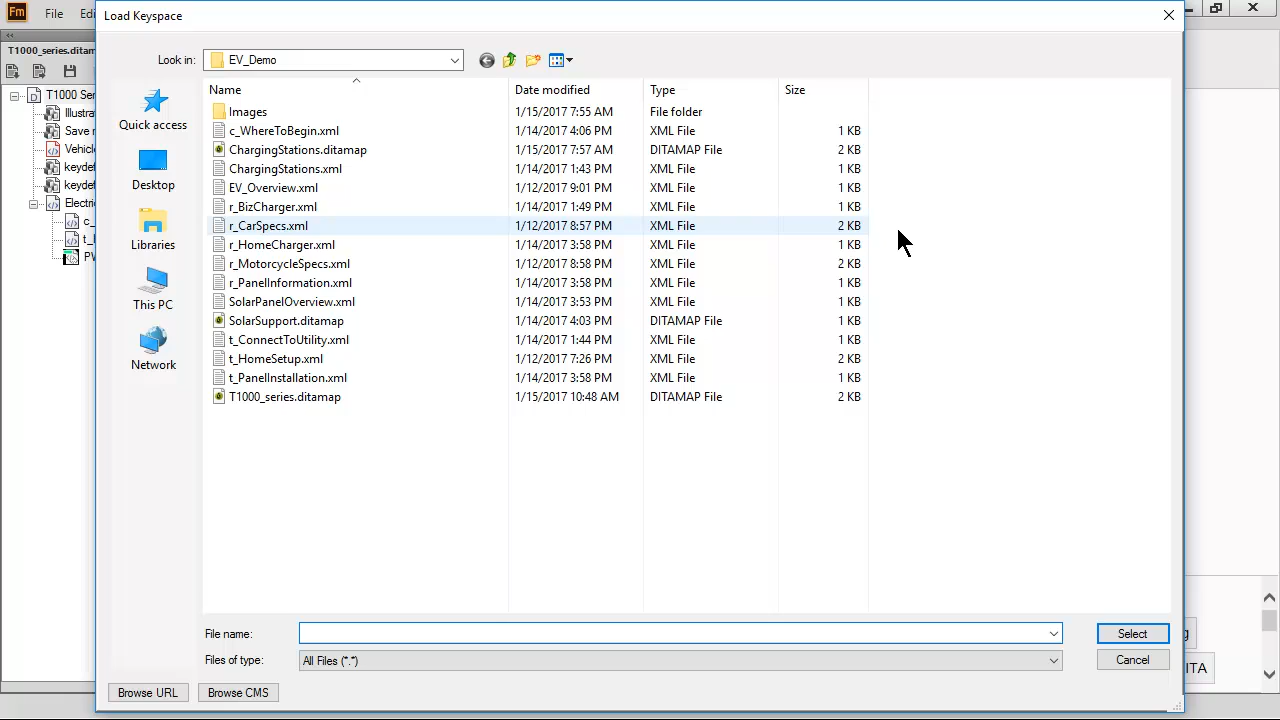 Fm File Edi
Load Keyspace
T1000_series.ditam
T1000 Ser
Illustra
Save r
Vehicl
keydef
keydef
Electri
c_
t_
PW
Look in: EV_Demo
Quick access
Desktop
Libraries
This PC
Network
Name Date modified Type Size
Images 1/15/2017 7:55 AM File folder
c_WhereToBegin.xml 1/14/2017 4:06 PM XML File 1 KB
ChargingStations.ditamap 1/15/2017 7:57 AM DITAMAP File 2 KB
ChargingStations.xml 1/14/2017 1:43 PM XML File 1 KB
EV_Overview.xml 1/12/2017 9:01 PM XML File 1 KB
r_BizCharger.xml 1/14/2017 1:49 PM XML File 1 KB
r_CarSpecs.xml 1/12/2017 8:57 PM XML File 2 KB
r_HomeCharger.xml 1/14/2017 3:58 PM XML File 1 KB
r_MotorcycleSpecs.xml 1/12/2017 8:58 PM XML File 2 KB
r_PanelInformation.xml 1/14/2017 3:58 PM XML File 1 KB
SolarPanelOverview.xml 1/14/2017 3:53 PM XML File 1 KB
SolarSupport.ditamap 1/14/2017 4:03 PM DITAMAP File 1 KB
t_ConnectToUtility.xml 1/14/2017 1:44 PM XML File 1 KB
t_HomeSetup.xml 1/12/2017 7:26 PM XML File 2 KB
t_PanelInstallation.xml 1/14/2017 3:58 PM XML File 1 KB
T1000_series.ditamap 1/15/2017 10:48 AM DITAMAP File 2 KB
File name: Select
Files of type: All Files (*.*) Cancel
Browse URL Browse CMS
g
ITA